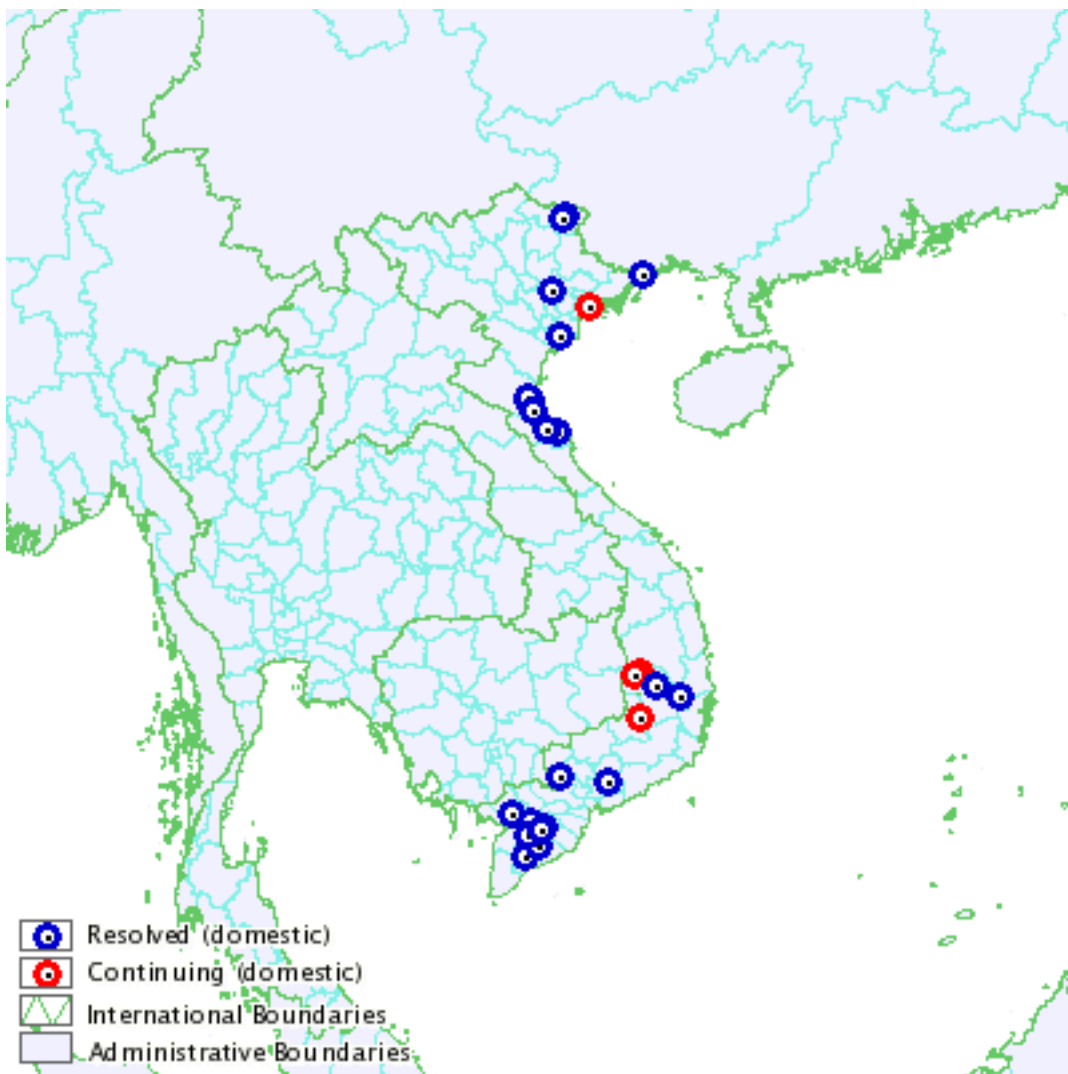 Resolved (domestic)
Continuing (domestic)
International Boundaries
Administrative Boundaries